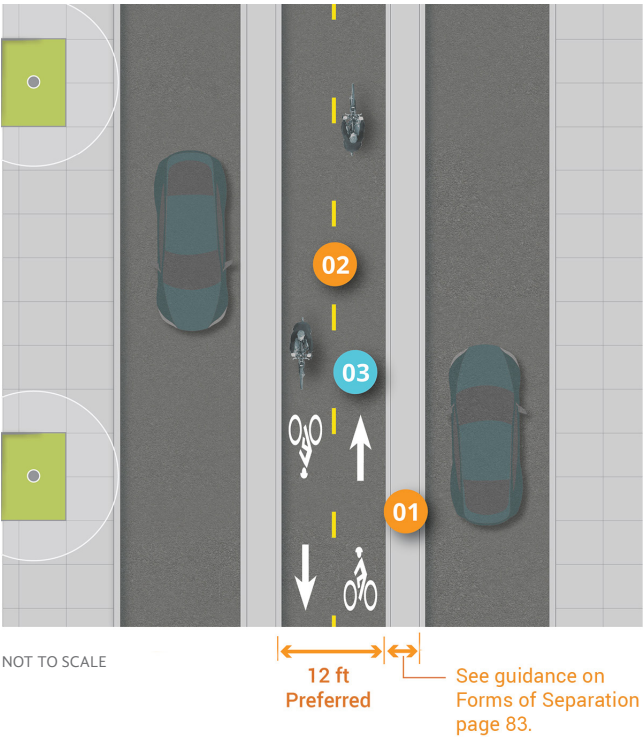 02
03
01
NOT TO SCALE
12 ft
Preferred
See guidance on
Forms of Separation
page 83.